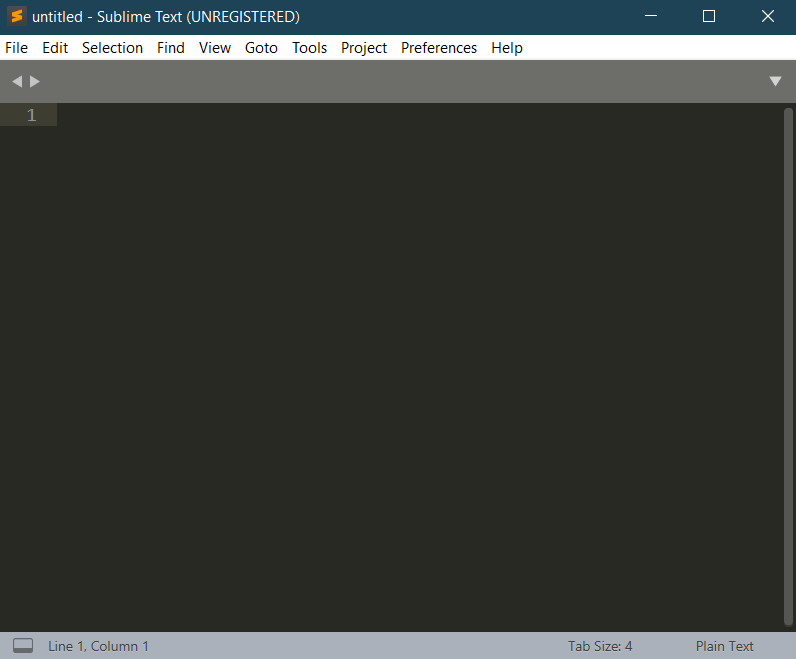 untitled - Sublime Text (UNREGISTERED)
File Edit Selection Find View Goto Tools Project Preferences Help
1
Line 1, Column 1 Tab Size: 4 Plain Text